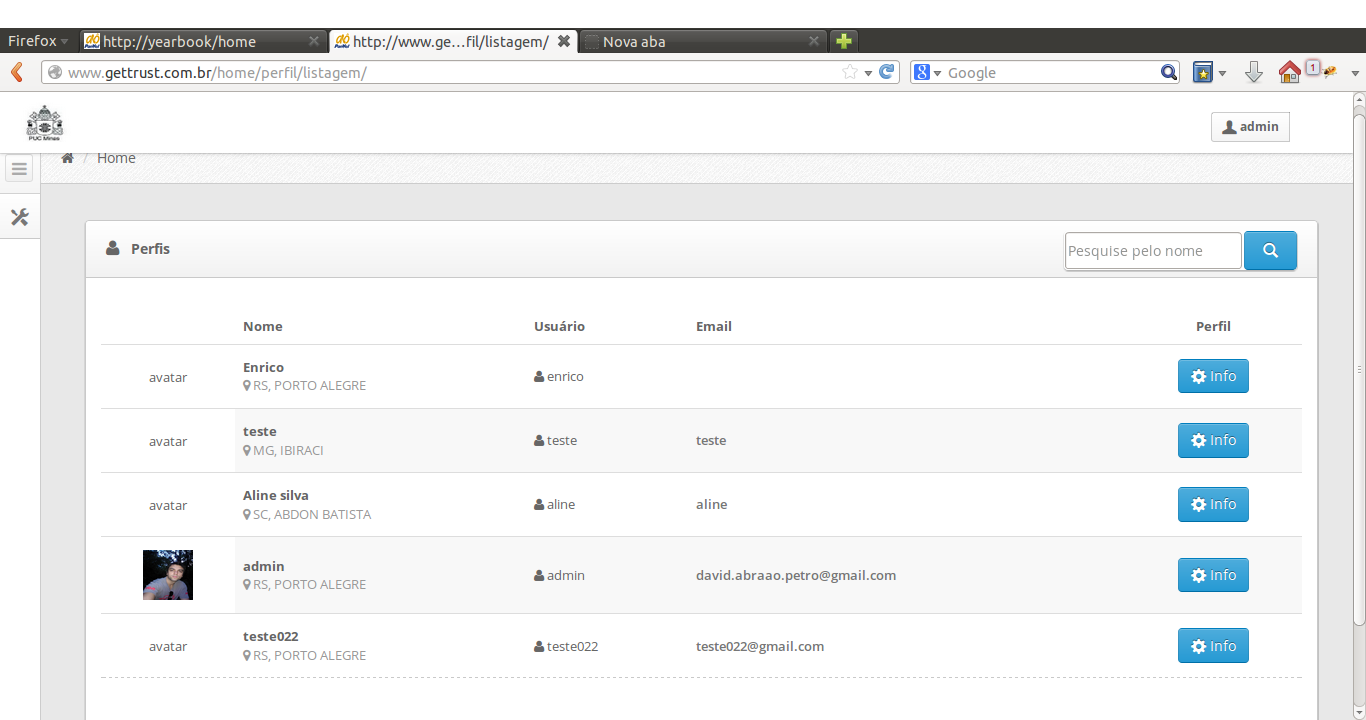 Firefox http://yearbook/home http://www.ge...fil/listagem/ Nova aba
www.gettrust.com.br/home/perfil/listagem/ 8 Google 1
PUC Minas
admin
/ Home
Perfis Pesquise pelo nome
Nome Usuário Email Perfil
avatar Enrico enrico Info
RS, PORTO ALEGRE
avatar teste teste teste Info
MG, IBIRACI
avatar Aline silva aline aline Info
SC, ABDON BATISTA
admin admin david.abraao.petro@gmail.com Info
RS, PORTO ALEGRE
avatar teste022 teste022 teste022@gmail.com Info
RS, PORTO ALEGRE